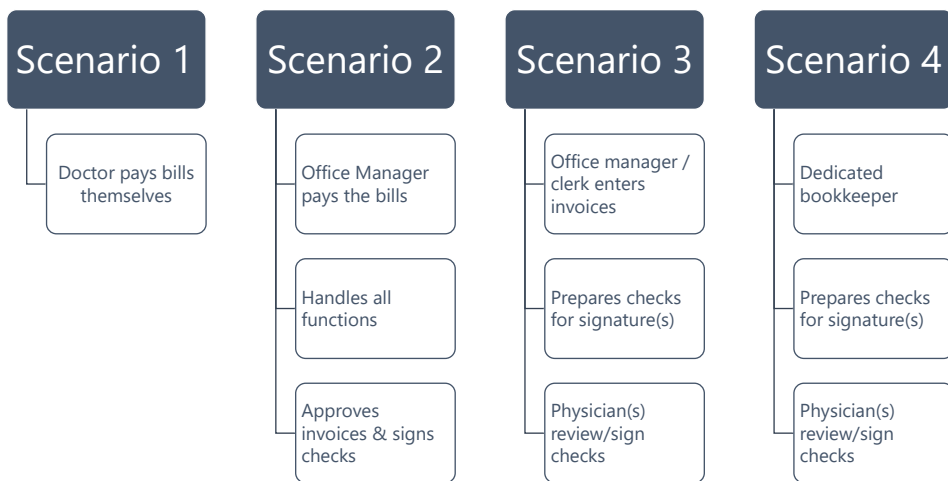 Scenario 1
Doctor pays bills
themselves
Scenario 2
Office Manager
pays the bills
Handles all
functions
Approves
invoices & signs
checks
Scenario 3
Office manager /
clerk enters
invoices
Prepares checks
for signature(s)
Physician(s)
review/sign
checks
Scenario 4
Dedicated
bookkeeper
Prepares checks
for signature(s)
Physician(s)
review/sign
checks